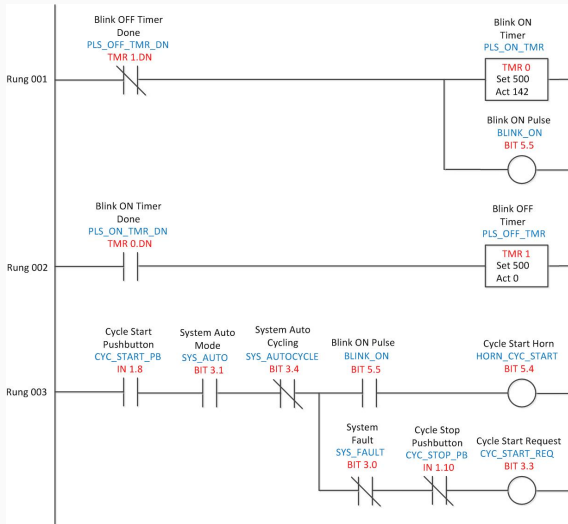 Blink OFF Timer
Done
PLS_OFF_TMR_DN
TMR 1.DN
Blink ON
Timer
PLS_ON_TMR
Rung 001
TMR 0
Set 500
Act 142
Blink ON Pulse
BLINK_ON
BIT 5.5
Blink ON Timer
Done
PLS_ON_TMR_DN
TMR 0.DN
Blink OFF
Timer
PLS_OFF_TMR
Rung 002
TMR 1
Set 500
Act 0
Cycle Start
Pushbutton
CYC_START_PB
IN 1.8
System Auto
Mode
SYS_AUTO
BIT 3.1
System Auto
Cycling
SYS_AUTOCYCLE
BIT 3.4
Blink ON Pulse
BLINK_ON
BIT 5.5
Cycle Start Horn
HORN_CYC_START
BIT 5.4
Rung 003
System
Fault
SYS_FAULT
BIT 3.0
Cycle Stop
Pushbutton
CYC_STOP_PB
IN 1.10
Cycle Start Request
CYC_START_REQ
BIT 3.3